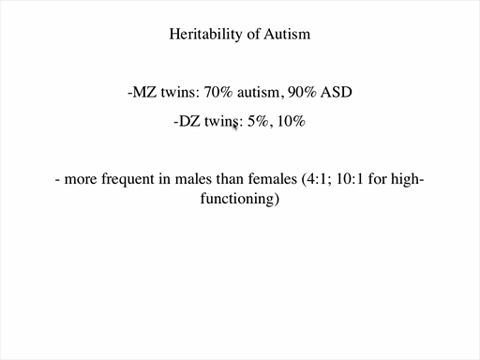 Heritability of Autism
-MZ twins: 70% autism, 90% ASD
-DZ twins: 5%, 10%
- more frequent in males than females (4:1; 10:1 for high-
functioning)